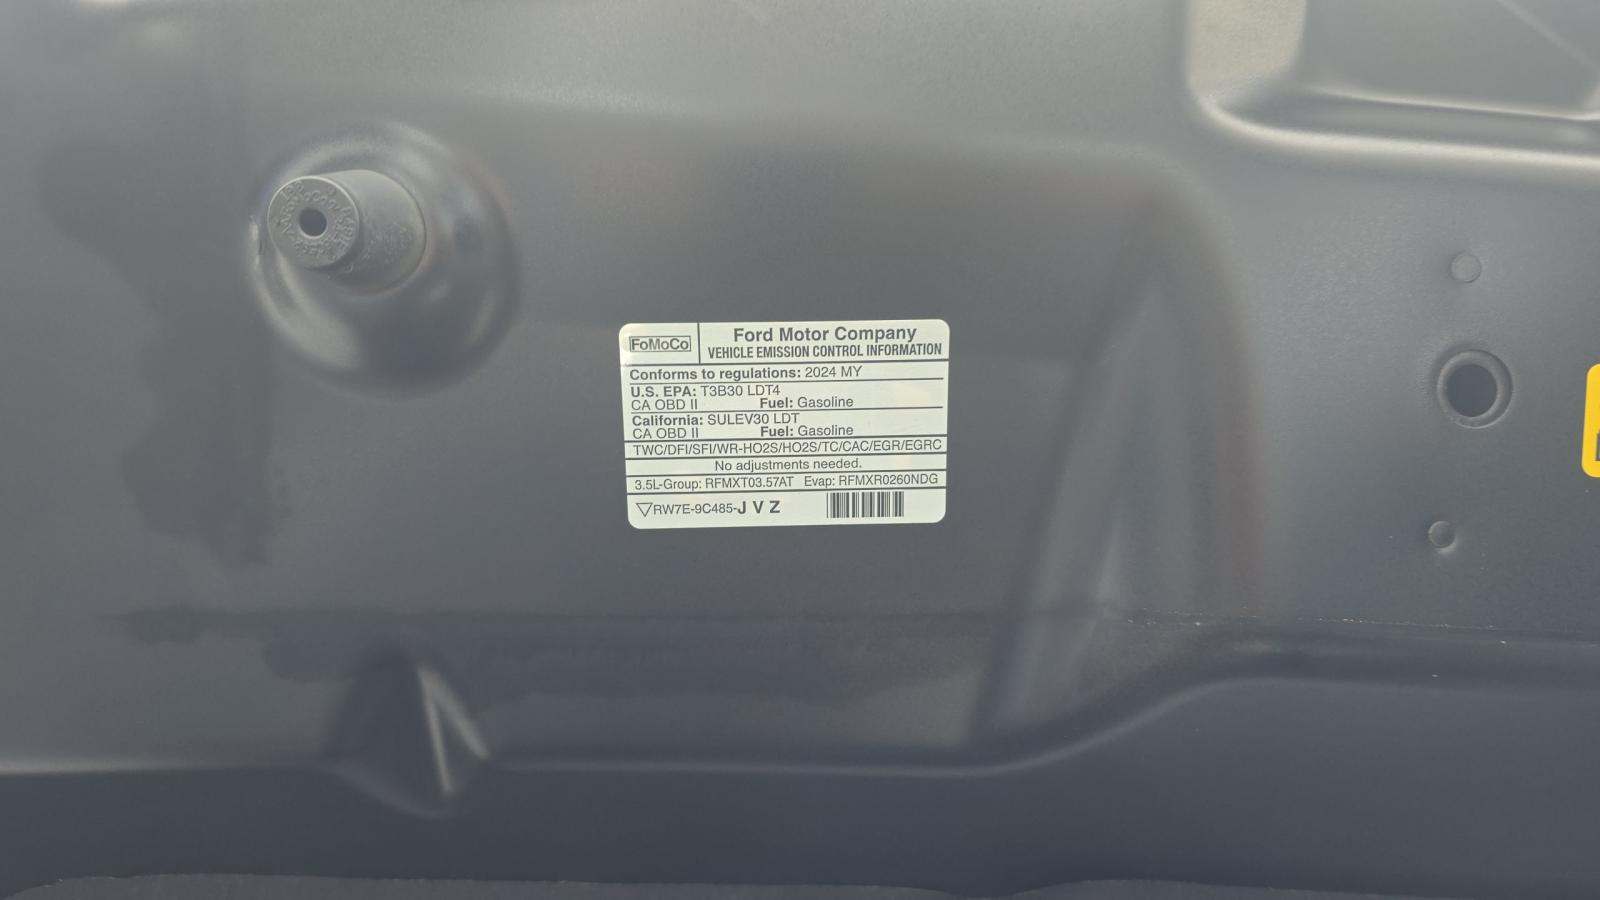 FoMoCo
Ford Motor Company
VEHICLE EMISSION CONTROL INFORMATION
Conforms to regulations: 2024 MY
U.S. EPA: T3B30 LDT4
CA OBD II Fuel: Gasoline
California: SULEV30 LDT
CA OBD II Fuel: Gasoline
TWC/DFI/SFI/WR-HO2S/HO2S/TC/CAC/EGR/EGRC
No adjustments needed.
3.5L-Group: RFMXT03.57AT Evap: RFMXR0260NDG
RW7E-9C485-J V Z